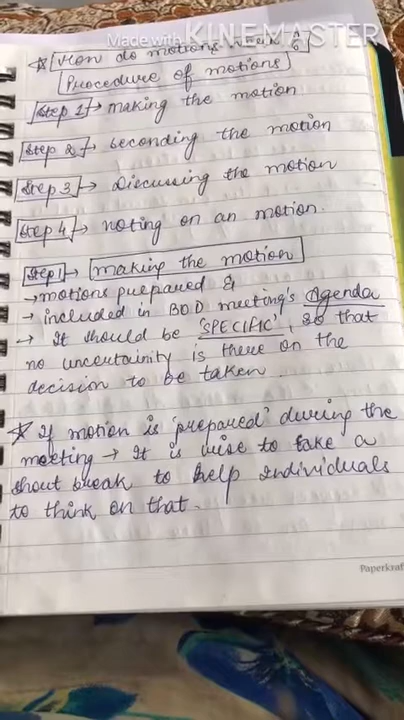 Made with KINEMASTER
☆ How do motions work ?
Procedure of motions
Step 1 → making the motion
Step 2 → seconding the motion
Step 3 → Discussing the motion
Step 4 → noting on an motion.
Step 1 → making the motion
→ motions prepared &
→ included in BOD meeting's Agenda
→ It should be 'SPECIFIC', so that
no uncertainity is there on the
decision to be taken.
☆ If motion is 'prepared' during the
meeting → It is wise to take a
short break to help Individuals
to think on that.
Paperkraf